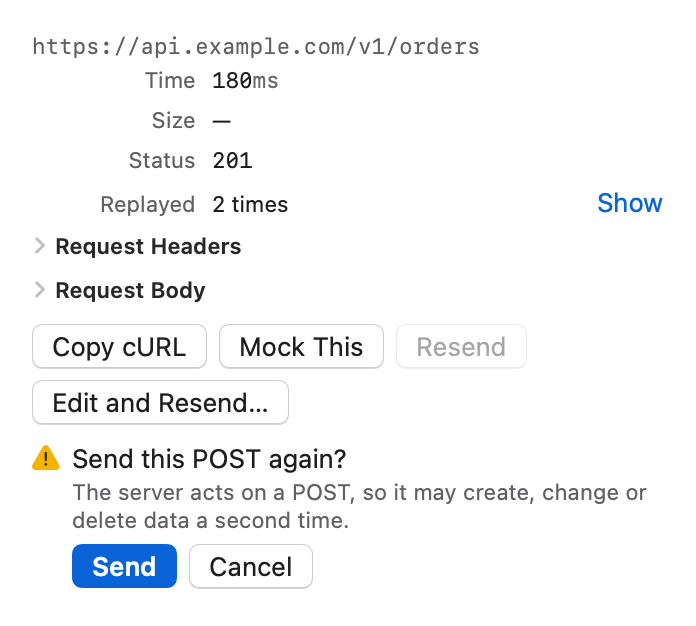 https://api.example.com/v1/orders
Time 180ms
Size —
Status 201
Replayed 2 times Show
Request Headers
Request Body
Copy cURL Mock This Resend
Edit and Resend...
Send this POST again?
The server acts on a POST, so it may create, change or
delete data a second time.
Send Cancel